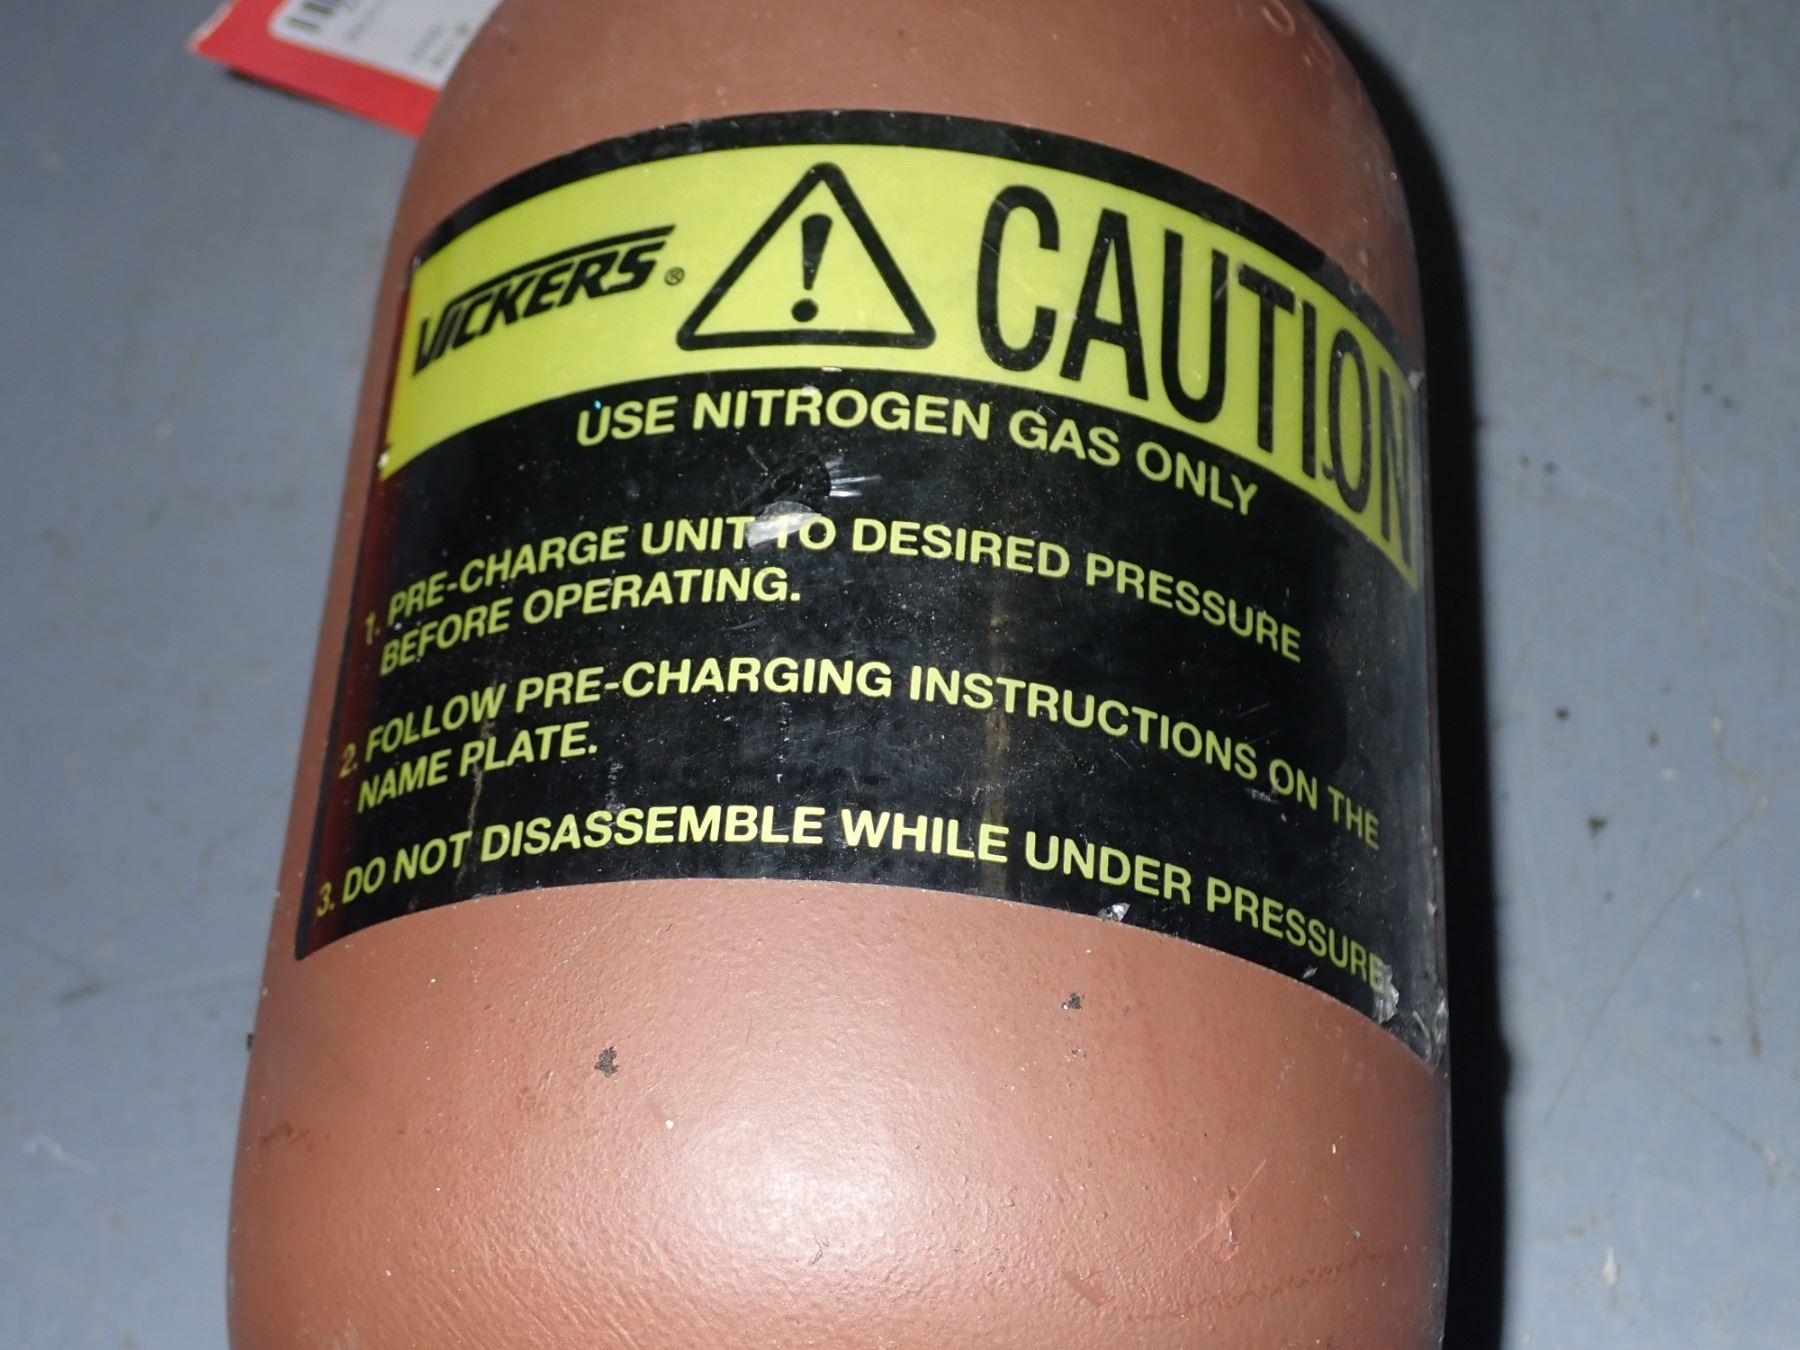 VICKERS® CAUTION
USE NITROGEN GAS ONLY
1. PRE-CHARGE UNIT TO DESIRED PRESSURE
BEFORE OPERATING.
2. FOLLOW PRE-CHARGING INSTRUCTIONS ON THE
NAME PLATE.
3. DO NOT DISASSEMBLE WHILE UNDER PRESSURE.